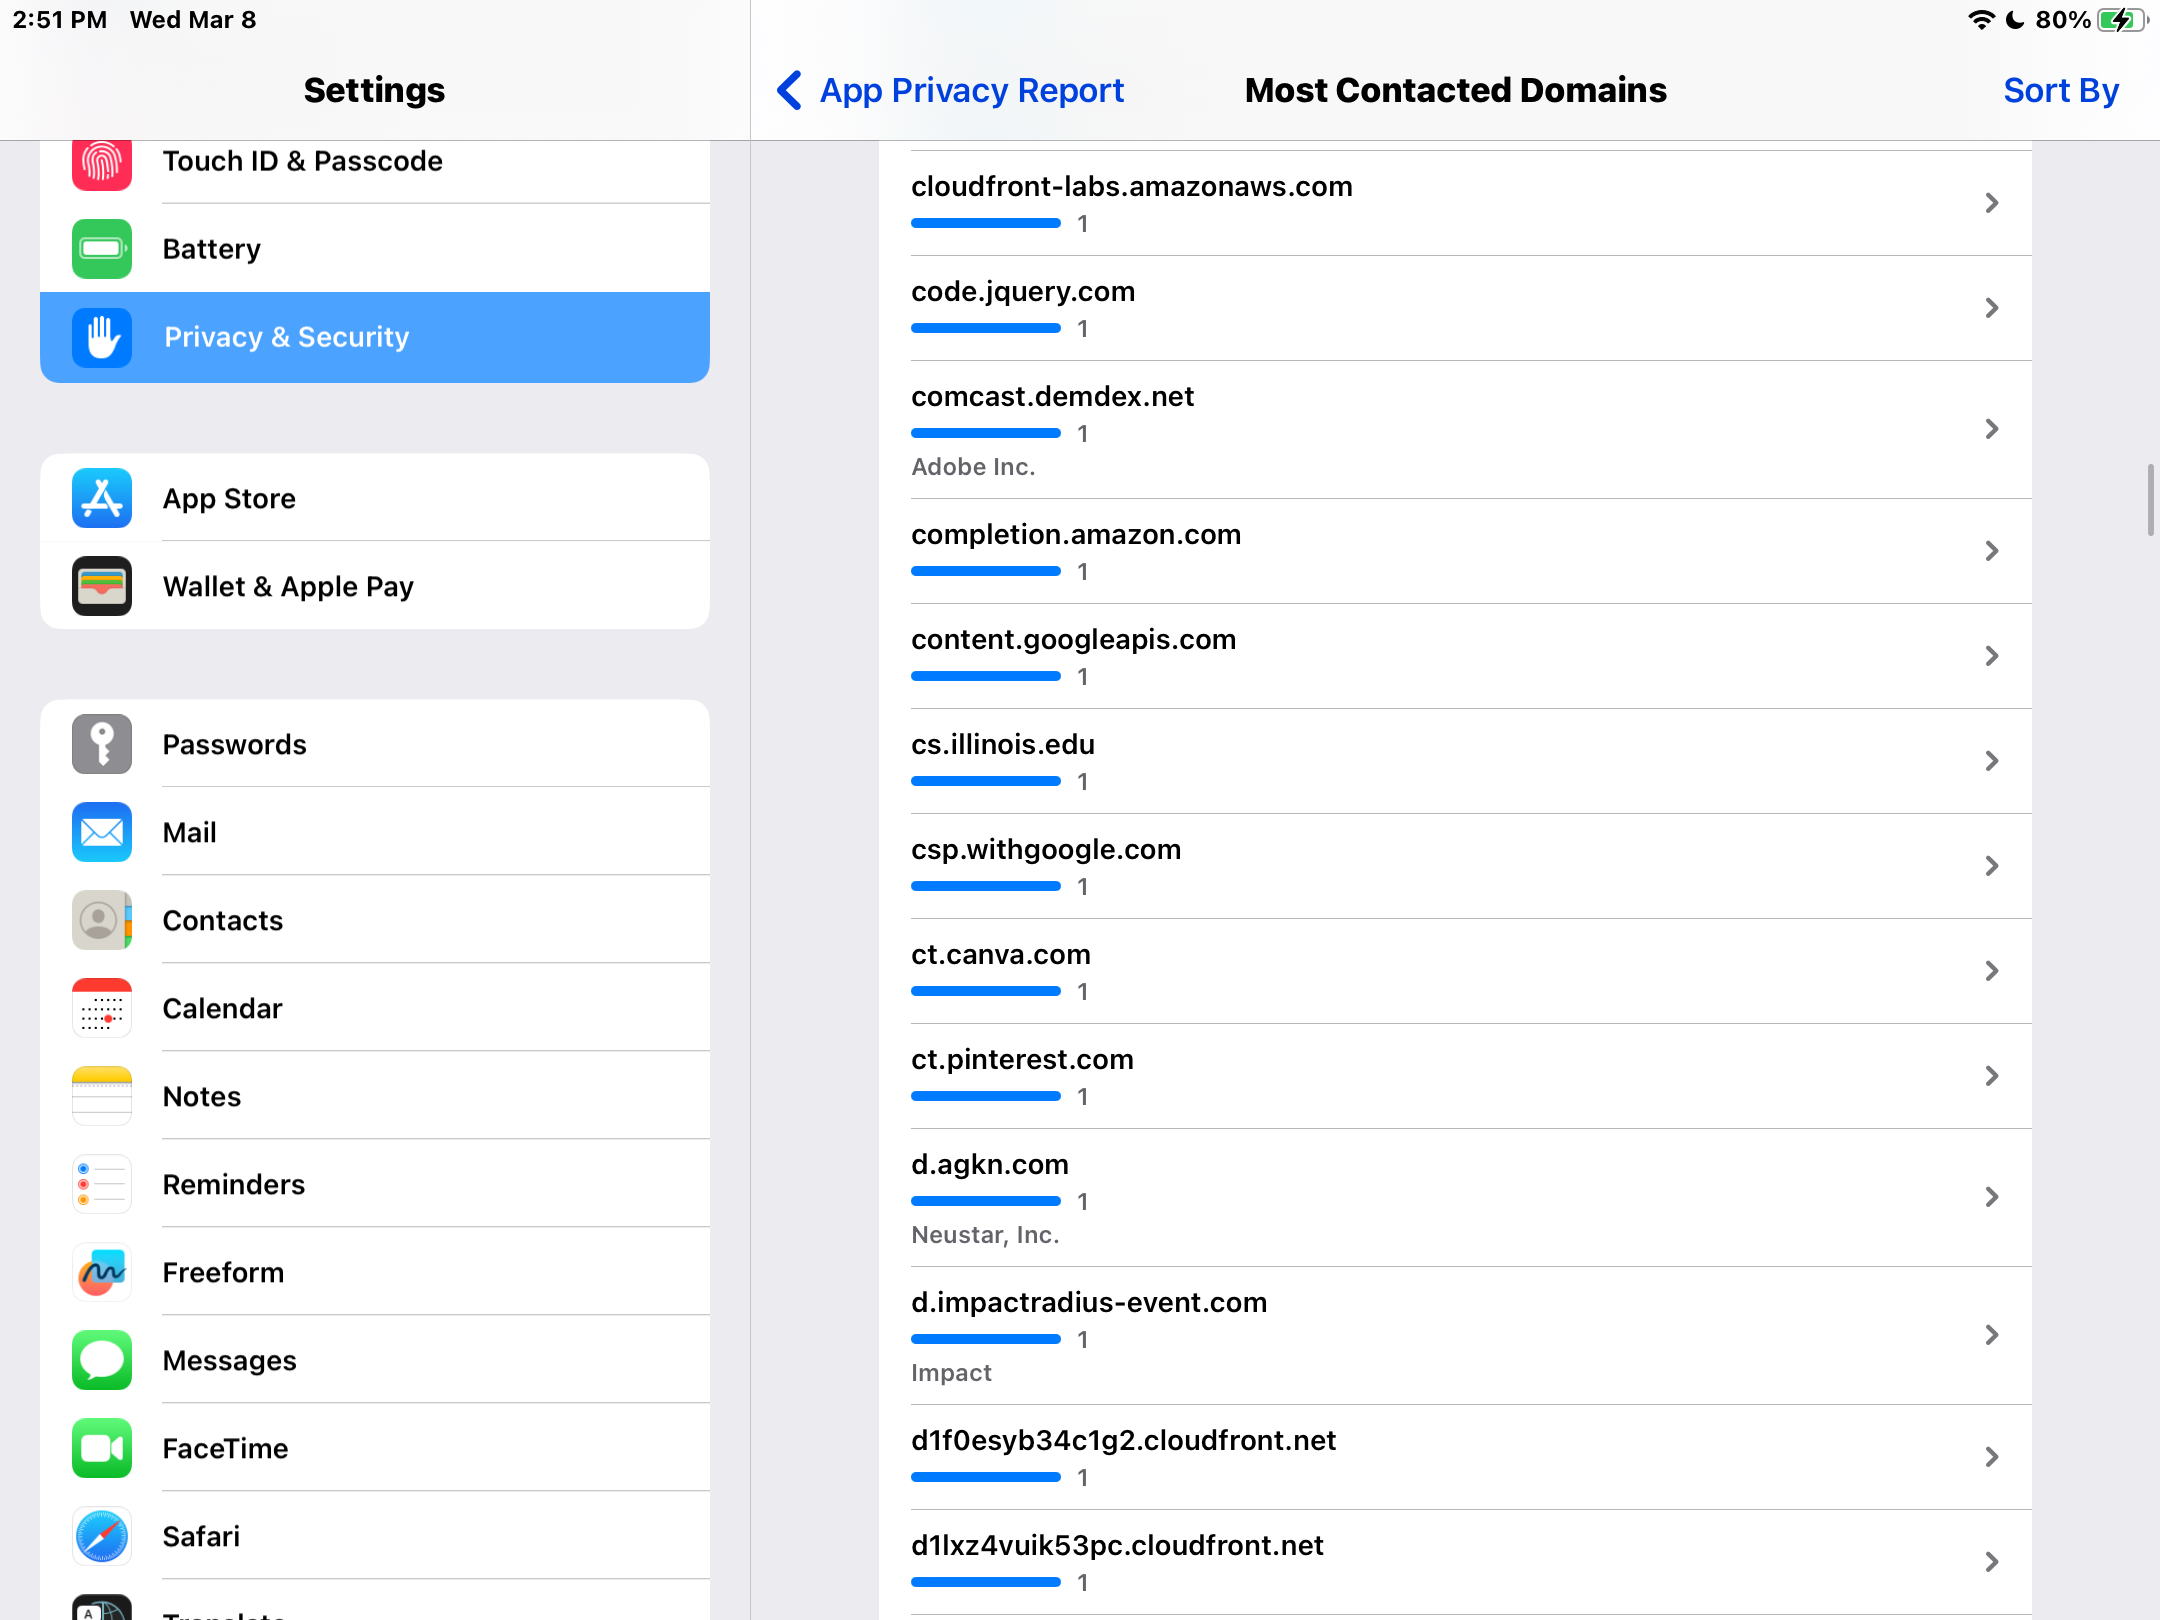 2:51 PM Wed Mar 8
80%
Settings
Touch ID & Passcode
Battery
Privacy & Security
App Store
Wallet & Apple Pay
Passwords
Mail
Contacts
Calendar
Notes
Reminders
Freeform
Messages
FaceTime
Safari
A
Translate
App Privacy Report
Most Contacted Domains
Sort By
cloudfront-labs.amazonaws.com
1
code.jquery.com
1
comcast.demdex.net
1
Adobe Inc.
completion.amazon.com
1
content.googleapis.com
1
cs.illinois.edu
1
csp.withgoogle.com
1
ct.canva.com
1
ct.pinterest.com
1
d.agkn.com
1
Neustar, Inc.
d.impactradius-event.com
1
Impact
d1f0esyb34c1g2.cloudfront.net
1
d1lxz4vuik53pc.cloudfront.net
1